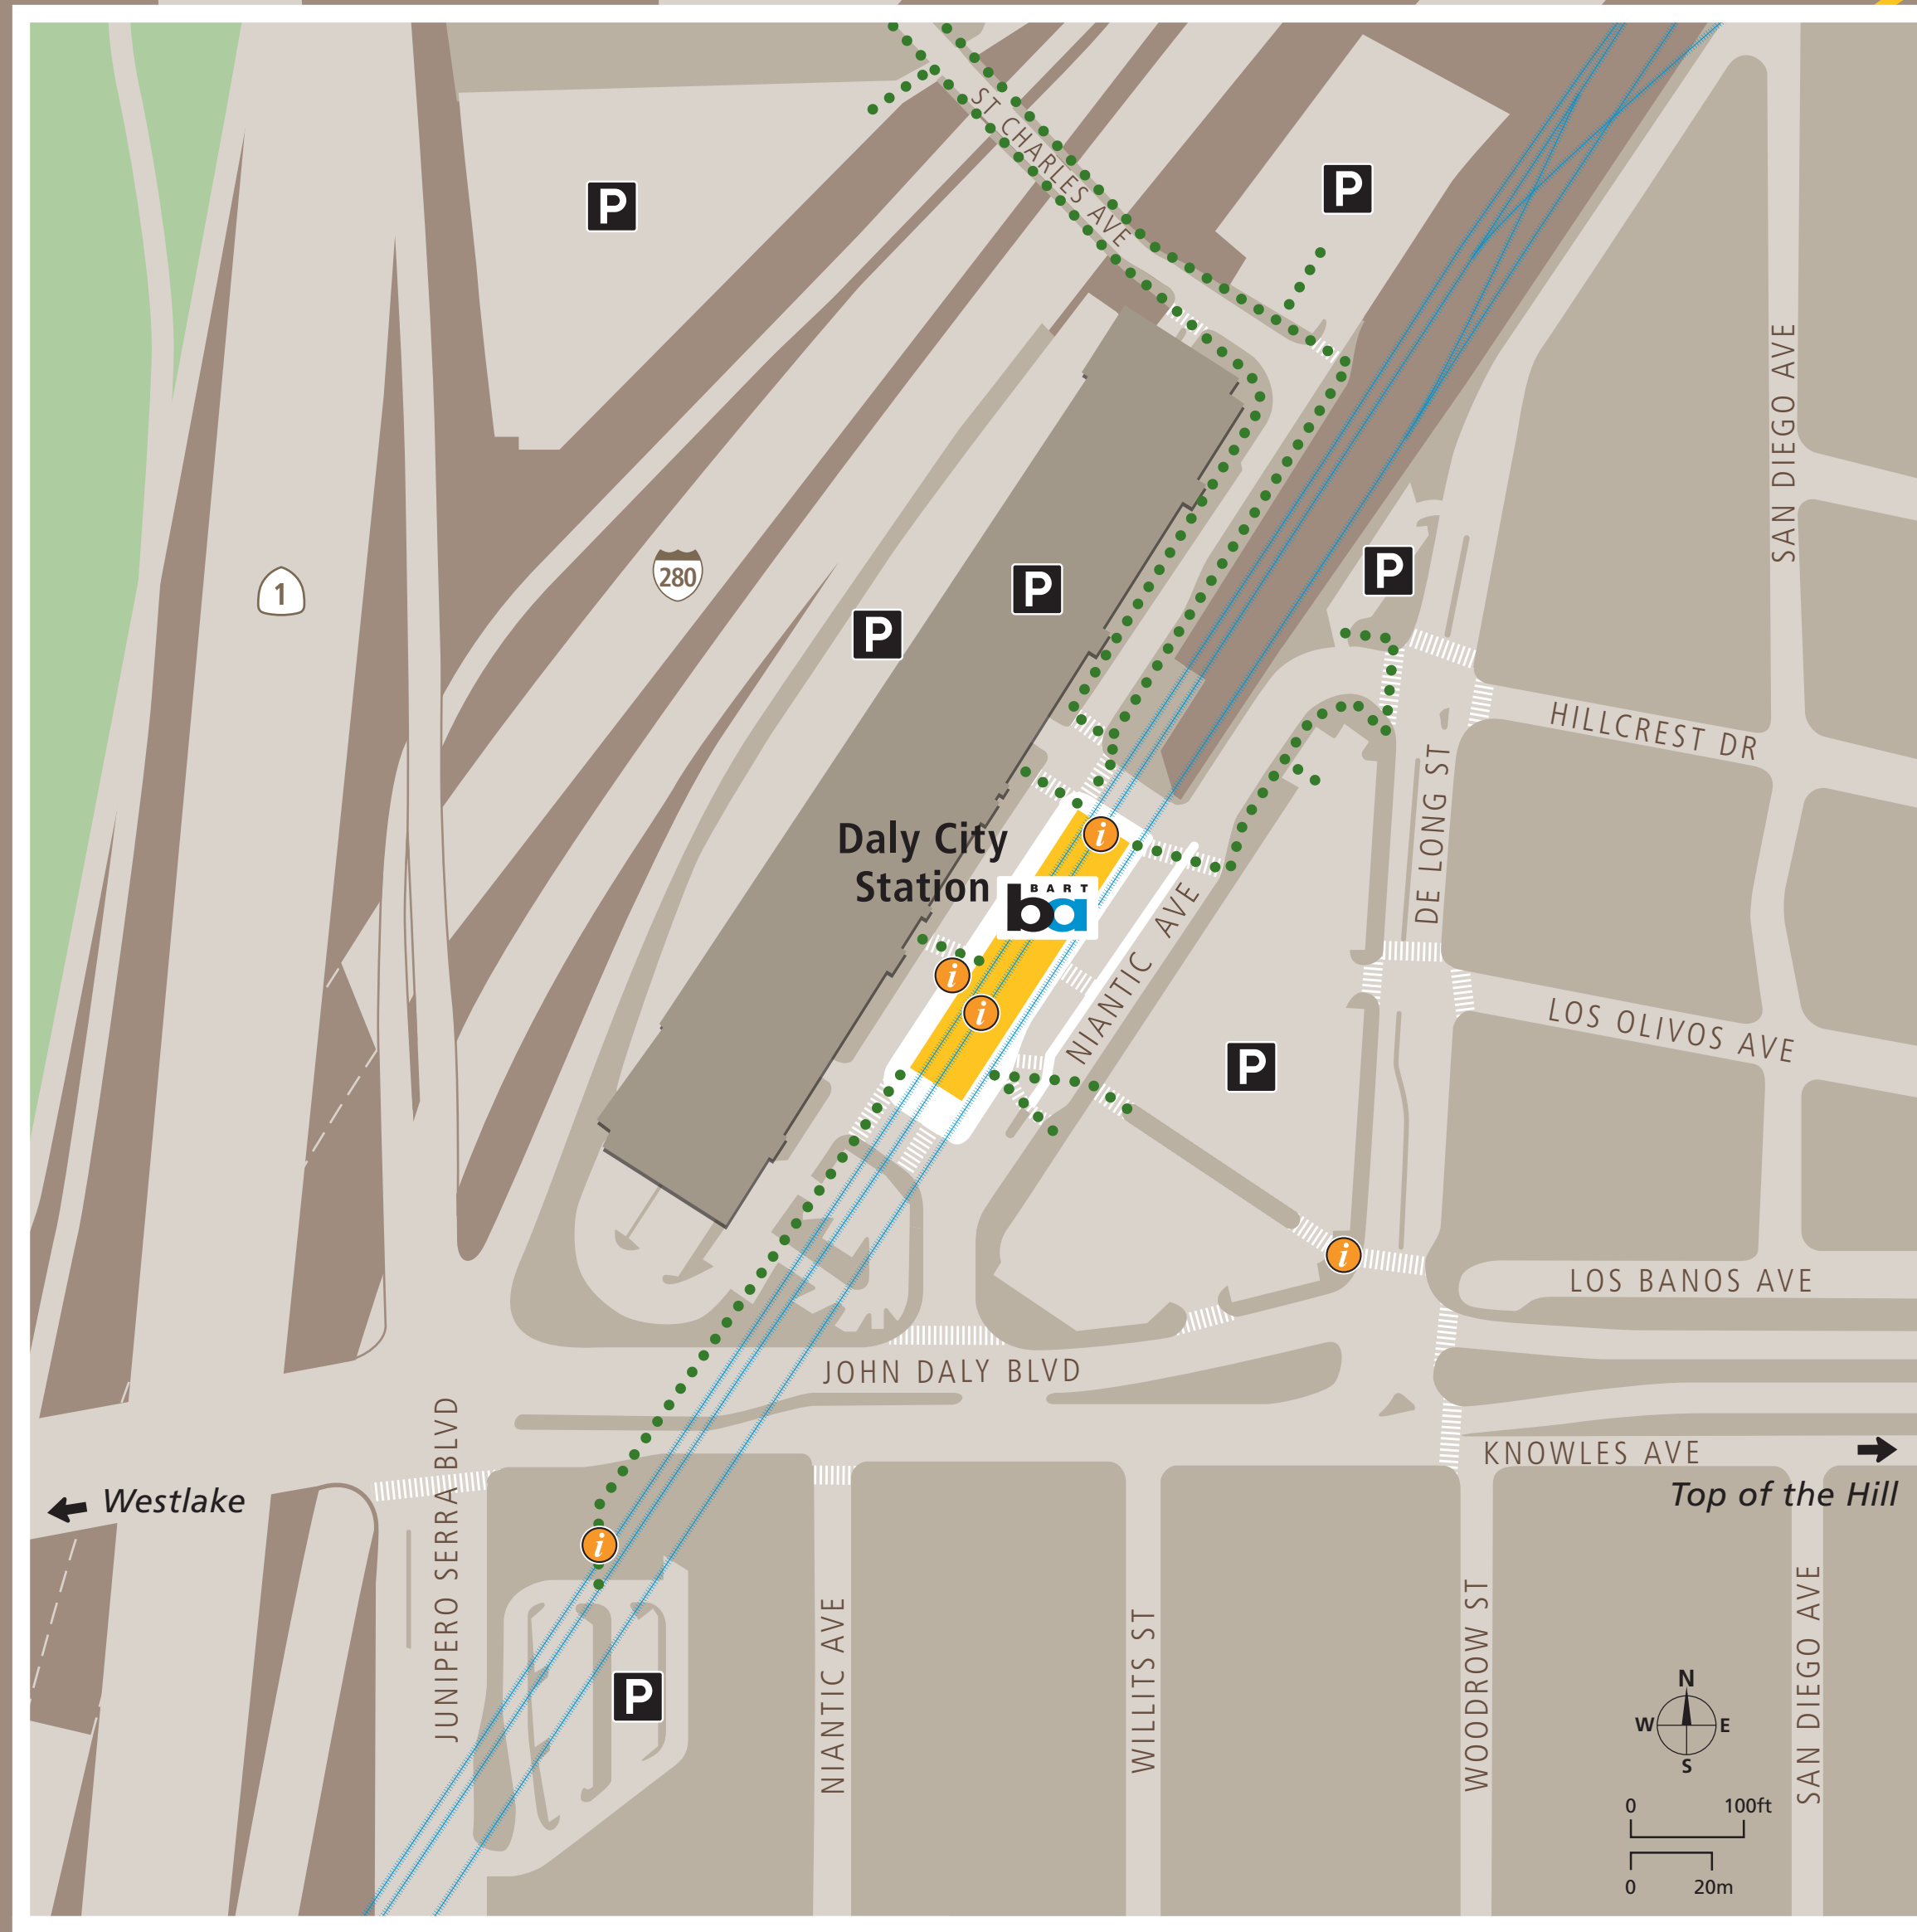 ST CHARLES AVE
P
P
SAN DIEGO AVE
1
280
P
P
P
HILLCREST DR
DE LONG ST
Daly City
Station
i
BART
ba
NIANTIC AVE
i
i
LOS OLIVOS AVE
P
i
LOS BANOS AVE
JOHN DALY BLVD
KNOWLES AVE
Top of the Hill
Westlake
JUNIPERO SERRA BLVD
i
P
NIANTIC AVE
WILLITS ST
WOODROW ST
SAN DIEGO AVE
N
W E
S
0 100ft
0 20m